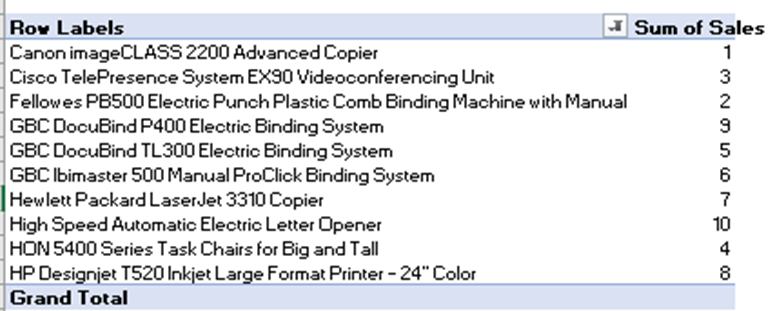 Row Labels Sum of Sales
Canon imageCLASS 2200 Advanced Copier 1
Cisco TelePresence System EX90 Videoconferencing Unit 3
Fellowes PB500 Electric Punch Plastic Comb Binding Machine with Manual 2
GBC DocuBind P400 Electric Binding System 9
GBC DocuBind TL300 Electric Binding System 5
GBC Ibimaster 500 Manual ProClick Binding System 6
Hewlett Packard LaserJet 3310 Copier 7
High Speed Automatic Electric Letter Opener 10
HON 5400 Series Task Chairs for Big and Tall 4
HP Designjet T520 Inkjet Large Format Printer - 24" Color 8
Grand Total